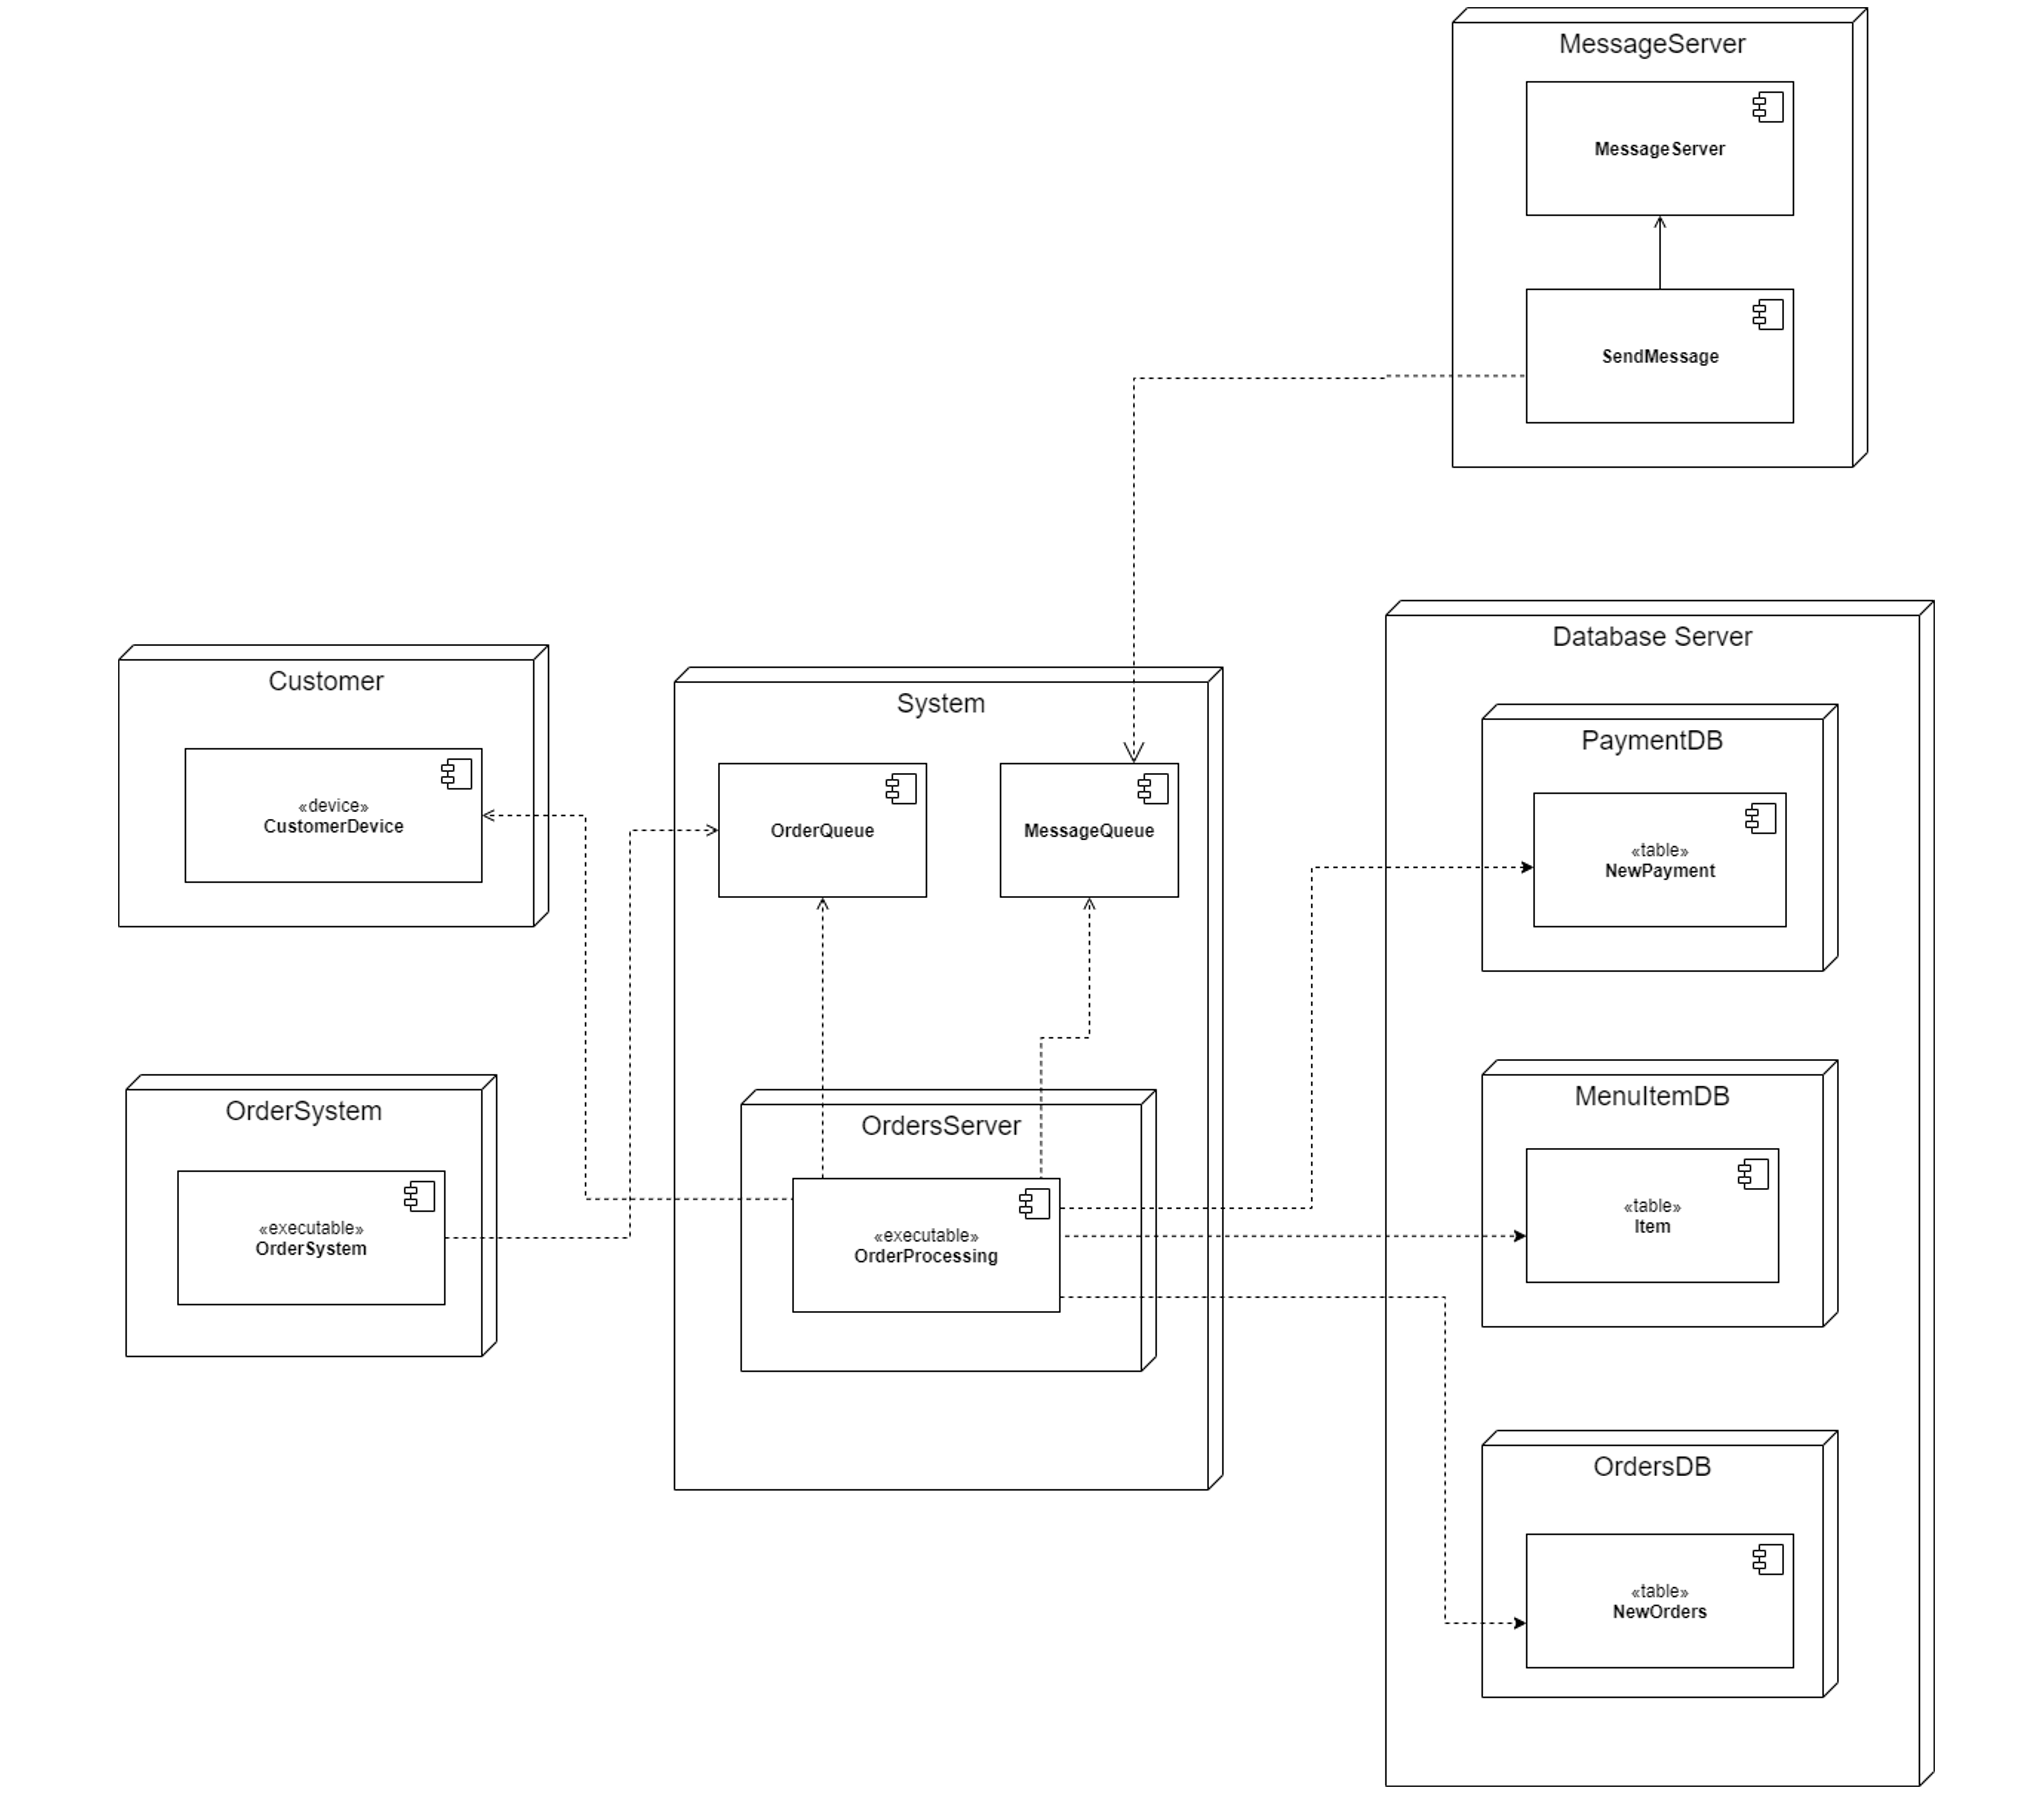 MessageServer
MessageServer
SendMessage
Customer
«device»
CustomerDevice
System
OrderQueue
MessageQueue
Database Server
PaymentDB
«table»
NewPayment
OrderSystem
«executable»
OrderSystem
OrdersServer
«executable»
OrderProcessing
MenuItemDB
«table»
Item
OrdersDB
«table»
NewOrders